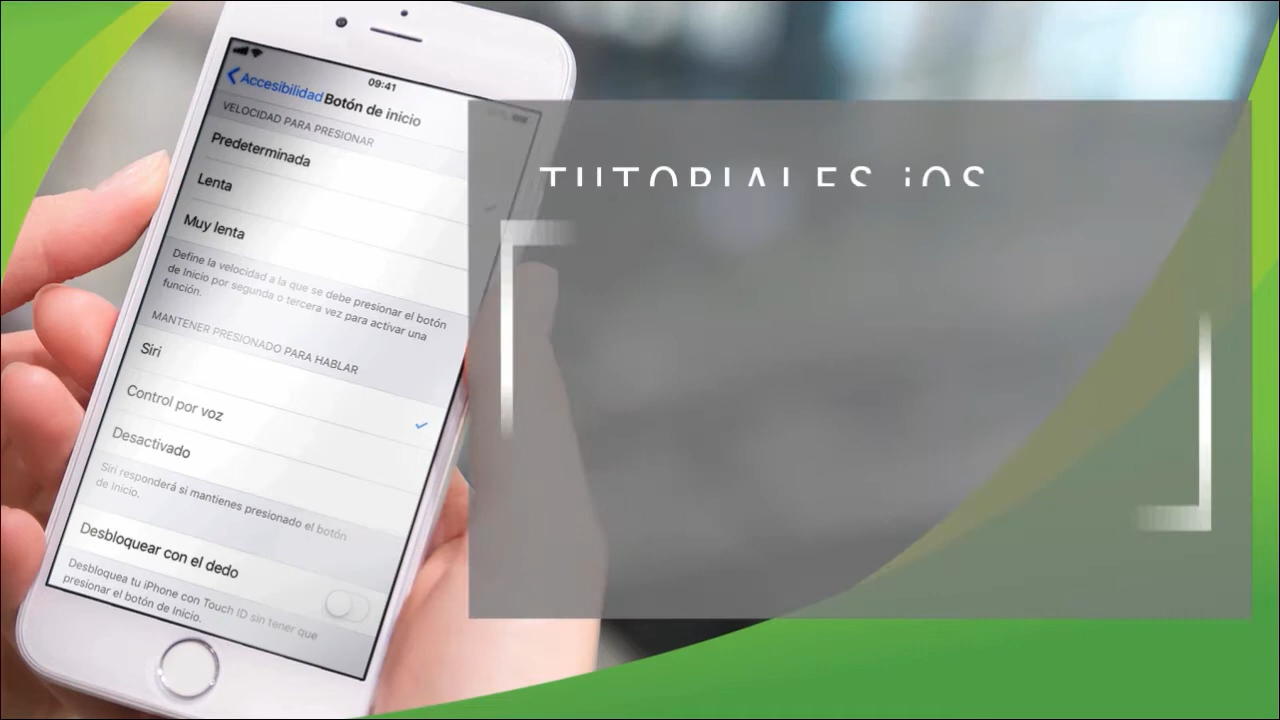 09:41
Accesibilidad Botón de inicio
VELOCIDAD PARA PRESIONAR
Predeterminada
Lenta
Muy lenta
Define la velocidad a la que se debe presionar el botón
de Inicio por segunda o tercera vez para activar una
función.
MANTENER PRESIONADO PARA HABLAR
Siri
Control por voz
Desactivado
Siri responderá si mantienes presionado el botón
de Inicio.
Desbloquear con el dedo
Desbloquea tu iPhone con Touch ID sin tener que
presionar el botón de Inicio.
TUTORIALES iOS